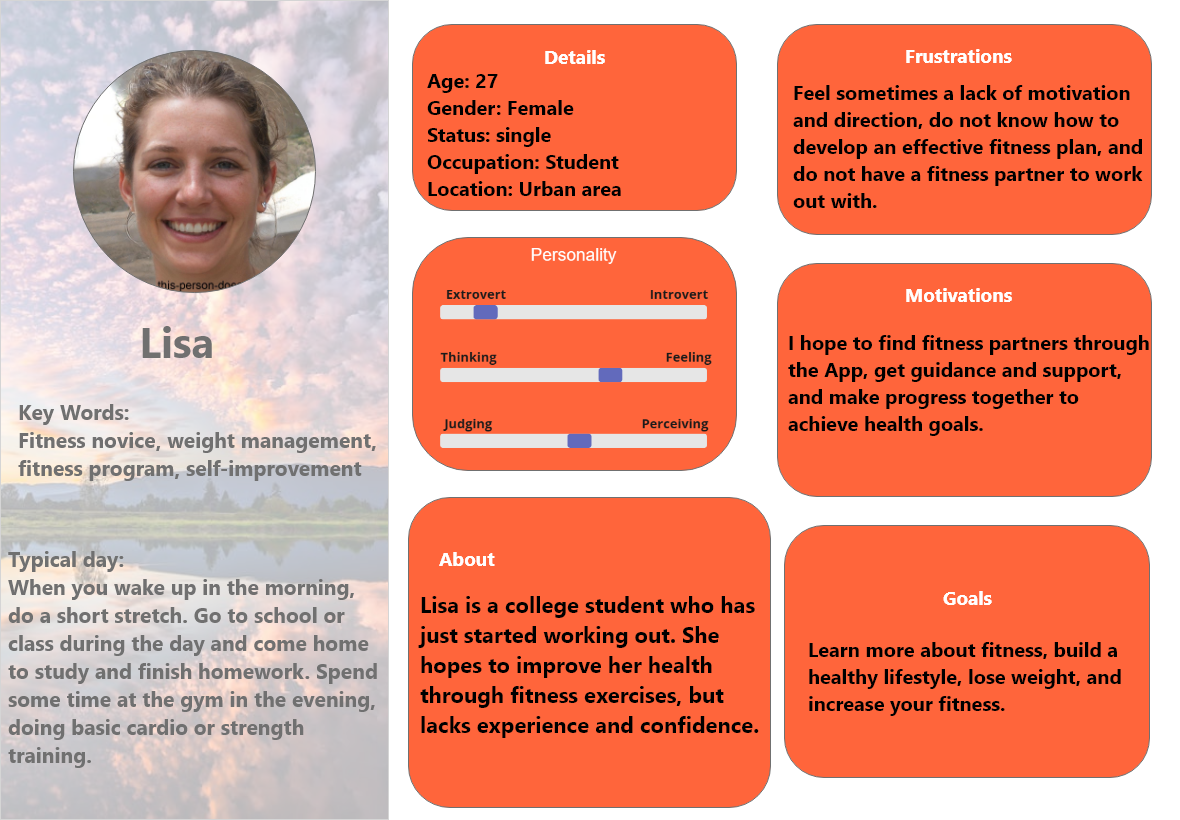 this-person-doe
Lisa
Key Words:
Fitness novice, weight management,
fitness program, self-improvement
Typical day:
When you wake up in the morning,
do a short stretch. Go to school or
class during the day and come home
to study and finish homework. Spend
some time at the gym in the evening,
doing basic cardio or strength
training.
Details
Age: 27
Gender: Female
Status: single
Occupation: Student
Location: Urban area
Personality
Extrovert Introvert
Thinking Feeling
Judging Perceiving
About
Lisa is a college student who has
just started working out. She
hopes to improve her health
through fitness exercises, but
lacks experience and confidence.
Frustrations
Feel sometimes a lack of motivation
and direction, do not know how to
develop an effective fitness plan, and
do not have a fitness partner to work
out with.
Motivations
I hope to find fitness partners through
the App, get guidance and support,
and make progress together to
achieve health goals.
Goals
Learn more about fitness, build a
healthy lifestyle, lose weight, and
increase your fitness.